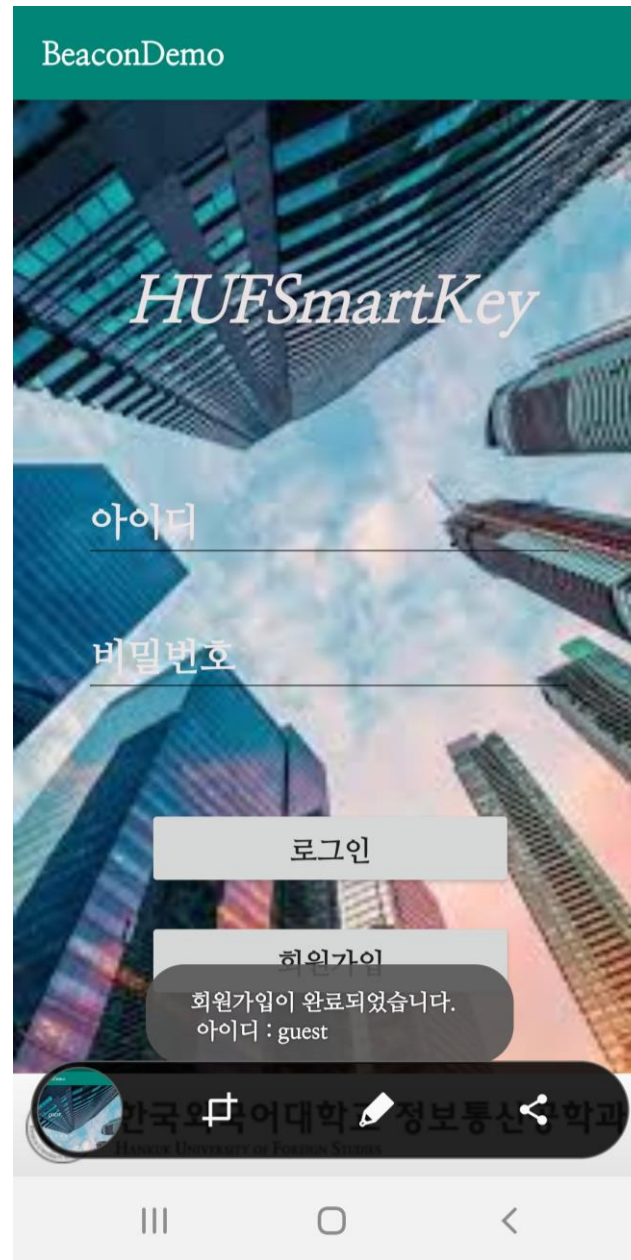 BeaconDemo
HUFSmartKey
아이디
비밀번호
로그인
회원가입
회원가입이 완료되었습니다.
아이디 : guest
한국외국어대학교 정보통신공학과
HANKUK UNIVERSITY OF FOREIGN STUDIES